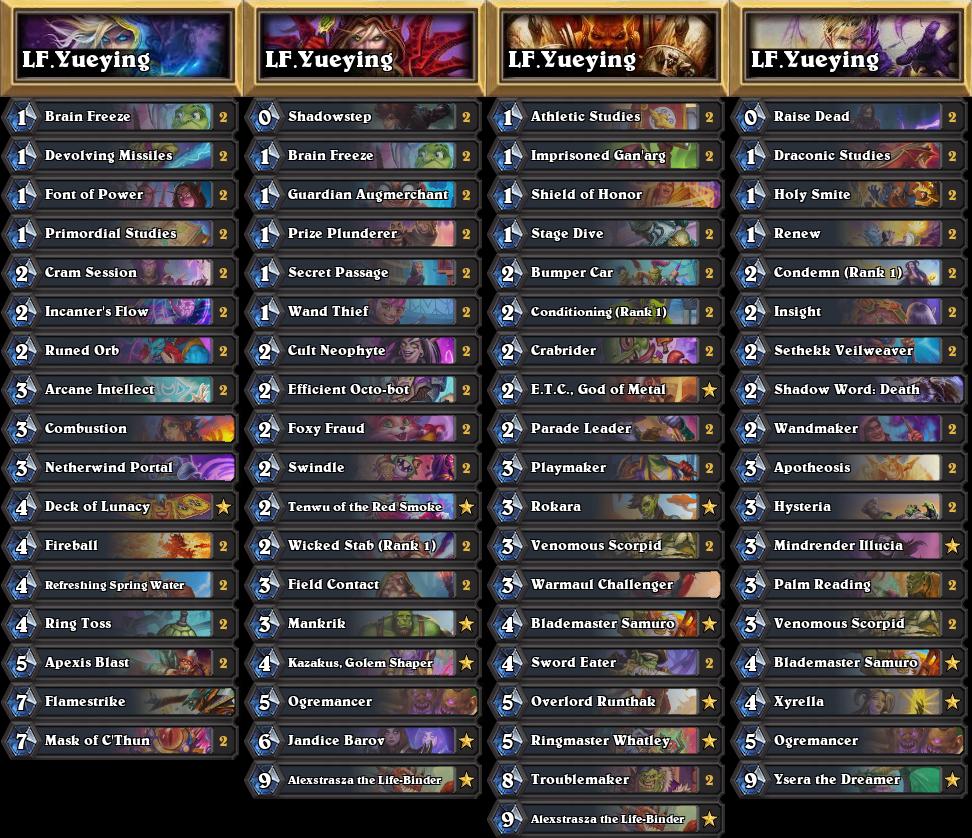 LF.Yueying
1 Brain Freeze 2
1 Devolving Missiles 2
1 Font of Power 2
1 Primordial Studies 2
2 Cram Session 2
2 Incanter's Flow 2
2 Runed Orb 2
3 Arcane Intellect 2
3 Combustion
3 Netherwind Portal
4 Deck of Lunacy
4 Fireball 2
4 Refreshing Spring Water 2
4 Ring Toss 2
5 Apexis Blast 2
7 Flamestrike
7 Mask of C'Thun 2
LF.Yueying
0 Shadowstep 2
1 Brain Freeze 2
1 Guardian Augmerchant 2
1 Prize Plunderer 2
1 Secret Passage 2
1 Wand Thief 2
2 Cult Neophyte 2
2 Efficient Octo-bot 2
2 Foxy Fraud 2
2 Swindle 2
2 Tenwu of the Red Smoke
2 Wicked Stab (Rank 1) 2
3 Field Contact 2
3 Mankrik
4 Kazakus, Golem Shaper
5 Ogremancer
6 Jandice Barov
9 Alexstrasza the Life-Binder
LF.Yueying
1 Athletic Studies 2
1 Imprisoned Gan'arg 2
1 Shield of Honor
1 Stage Dive 2
2 Bumper Car 2
2 Conditioning (Rank 1) 2
2 Crabrider 2
2 E.T.C., God of Metal
2 Parade Leader 2
3 Playmaker 2
3 Rokara
3 Venomous Scorpid 2
3 Warmaul Challenger
4 Blademaster Samuro
4 Sword Eater 2
5 Overlord Runthak
5 Ringmaster Whatley
8 Troublemaker 2
9 Alexstrasza the Life-Binder
LF.Yueying
0 Raise Dead 2
1 Draconic Studies 2
1 Holy Smite 2
1 Renew 2
2 Condemn (Rank 1) 2
2 Insight 2
2 Sethekk Veilweaver 2
2 Shadow Word: Death
2 Wandmaker 2
3 Apotheosis 2
3 Hysteria 2
3 Mindrender Illucia
3 Palm Reading 2
3 Venomous Scorpid 2
4 Blademaster Samuro
4 Xyrella
5 Ogremancer
9 Ysera the Dreamer